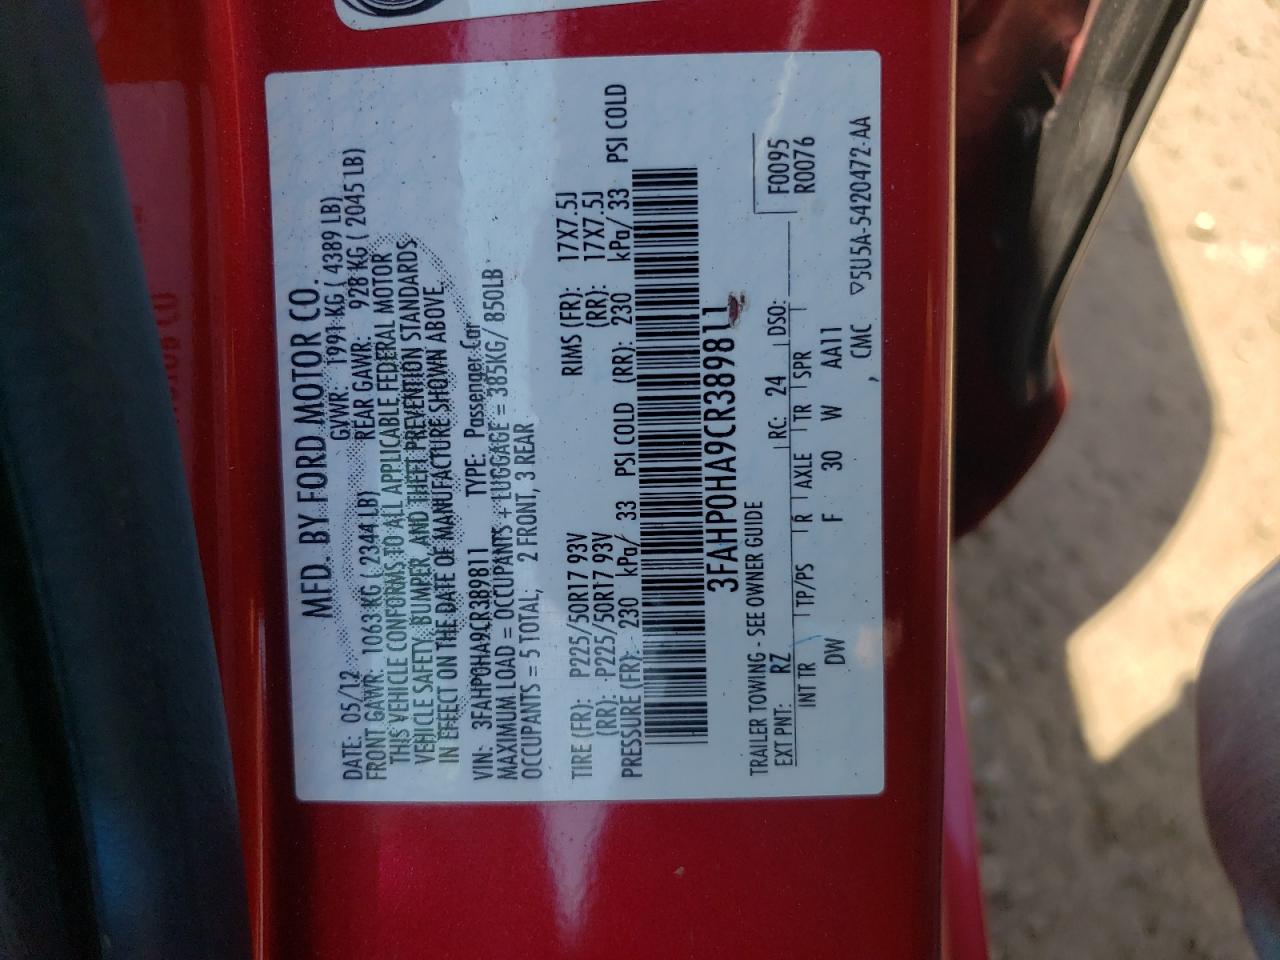 MFD. BY FORD MOTOR CO.
DATE: 05/12 GVWR: 1991 KG ( 4389 LB)
FRONT GAWR: 1063 KG ( 2344 LB) REAR GAWR: 928 KG ( 2045 LB)
THIS VEHICLE CONFORMS TO ALL APPLICABLE FEDERAL MOTOR
VEHICLE SAFETY, BUMPER, AND THEFT PREVENTION STANDARDS
IN EFFECT ON THE DATE OF MANUFACTURE SHOWN ABOVE.
VIN: 3FAHP0HA9CR389811 TYPE: Passenger Car
MAXIMUM LOAD = OCCUPANTS + LUGGAGE = 385KG/ 850LB
OCCUPANTS = 5 TOTAL, 2 FRONT, 3 REAR
TIRE (FR): P225/50R17 93V RIMS (FR): 17X7.5J
(RR): P225/50R17 93V (RR): 17X7.5J
PRESSURE (FR): 230 kPa/ 33 PSI COLD (RR): 230 kPa/ 33 PSI COLD
3FAHP0HA9CR389811
TRAILER TOWING - SEE OWNER GUIDE
EXT PNT: RZ RC: 24 DSO: F0095
R0076
INT TR TP/PS R AXLE TR SPR
DW F 30 W AA11
, CMC ▽5U5A-5420472-AA